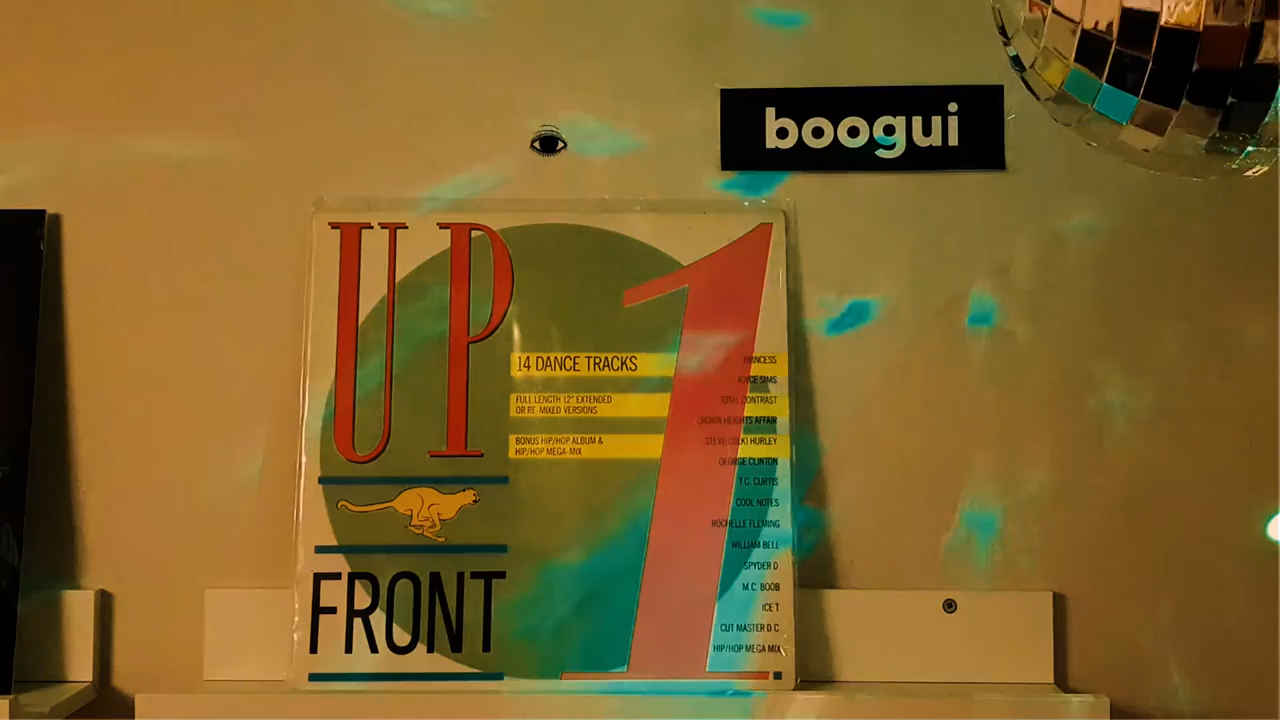 boogui
UP
1
14 DANCE TRACKS
FULL LENGTH 12" EXTENDED
OR RE-MIXED VERSIONS
BONUS HIP/HOP ALBUM &
HIP/HOP MEGA-MIX
PRINCESS
JOYCE SIMS
TOTAL CONTRAST
CROWN HEIGHTS AFFAIR
STEVE (SILK) HURLEY
GEORGE CLINTON
T.C. CURTIS
COOL NOTES
ROCHELLE FLEMING
WILLIAM BELL
SPYDER D.
M.C. BOOB
ICE T
CUT MASTER D C
HIP/HOP MEGA MIX
FRONT